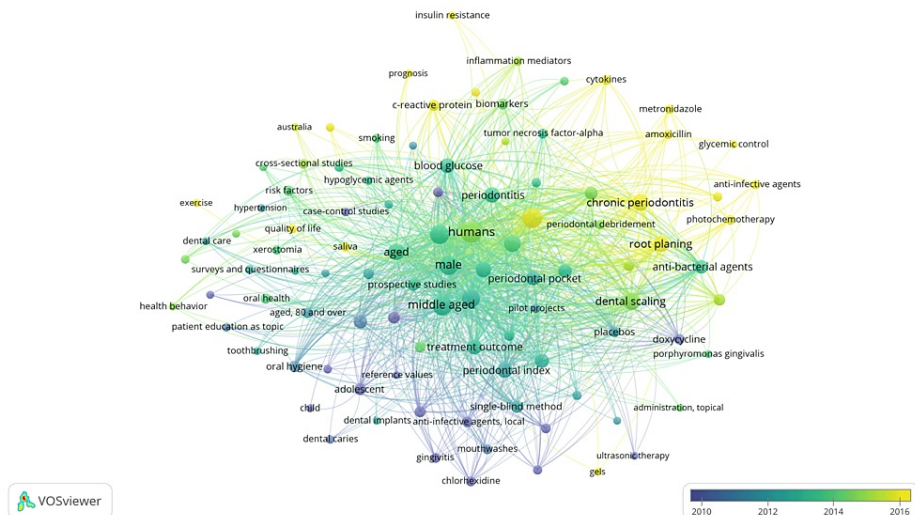 insulin resistance
inflammation mediators
prognosis
cytokines
c-reactive protein
biomarkers
metronidazole
australia
smoking
tumor necrosis factor-alpha
amoxicillin
glycemic control
cross-sectional studies
blood glucose
hypoglycemic agents
anti-infective agents
risk factors
periodontitis
exercise
hypertension
case-control studies
chronic periodontitis
photochemotherapy
quality of life
humans
periodontal debridement
dental care
xerostomia
saliva
aged
root planing
surveys and questionnaires
male
anti-bacterial agents
prospective studies
periodontal pocket
health behavior
oral health
aged, 80 and over
middle aged
pilot projects
dental scaling
patient education as topic
placebos
doxycycline
toothbrushing
treatment outcome
porphyromonas gingivalis
oral hygiene
reference values
periodontal index
adolescent
child
single-blind method
administration, topical
dental implants
anti-infective agents, local
dental caries
gingivitis
mouthwashes
ultrasonic therapy
chlorhexidine
gels
VOSviewer
2010 2012 2014 2016